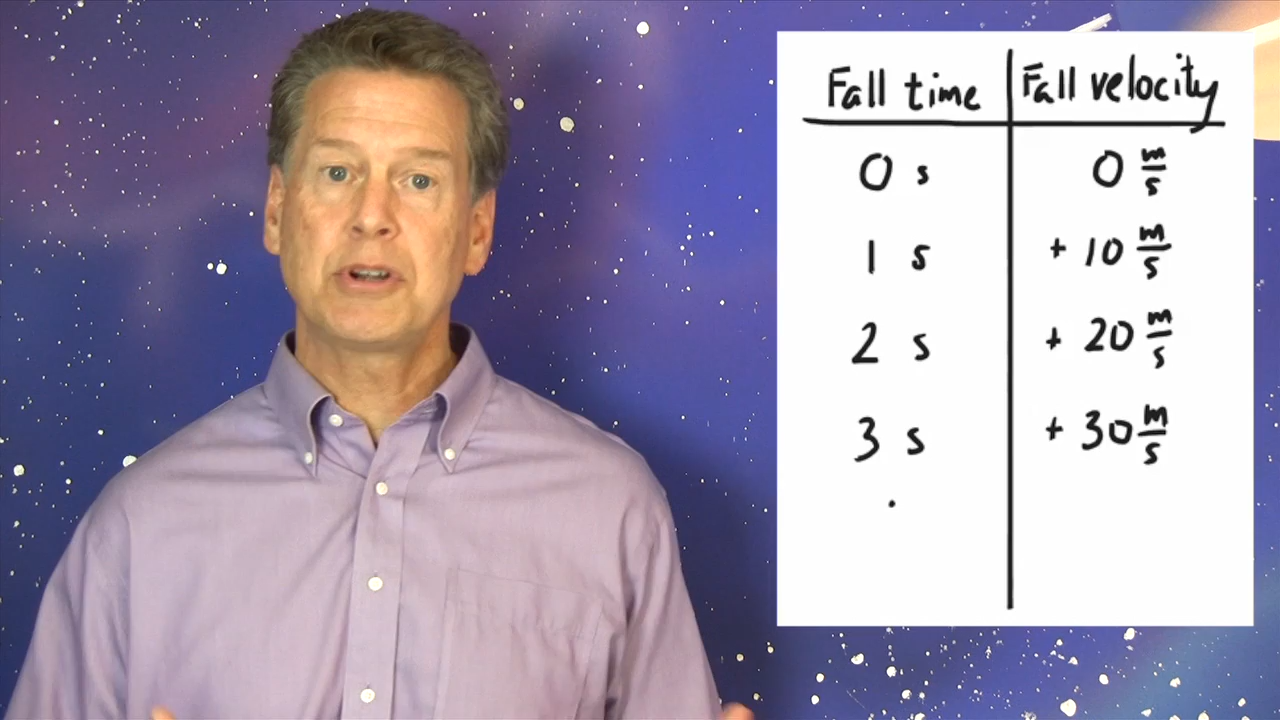 Fall time Fall velocity
0 s 0 m/s
1 s + 10 m/s
2 s + 20 m/s
3 s + 30 m/s
.